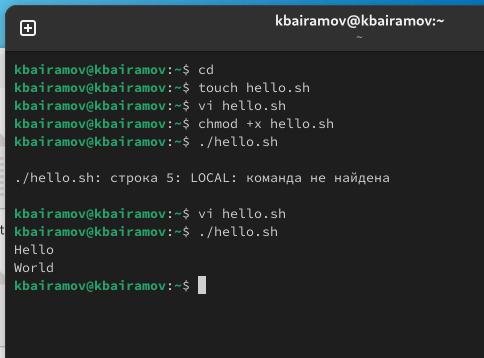 kbairamov@kbairamov:~
~
kbairamov@kbairamov:~$ cd
kbairamov@kbairamov:~$ touch hello.sh
kbairamov@kbairamov:~$ vi hello.sh
kbairamov@kbairamov:~$ chmod +x hello.sh
kbairamov@kbairamov:~$ ./hello.sh
./hello.sh: строка 5: LOCAL: команда не найдена
kbairamov@kbairamov:~$ vi hello.sh
kbairamov@kbairamov:~$ ./hello.sh
Hello
World
kbairamov@kbairamov:~$